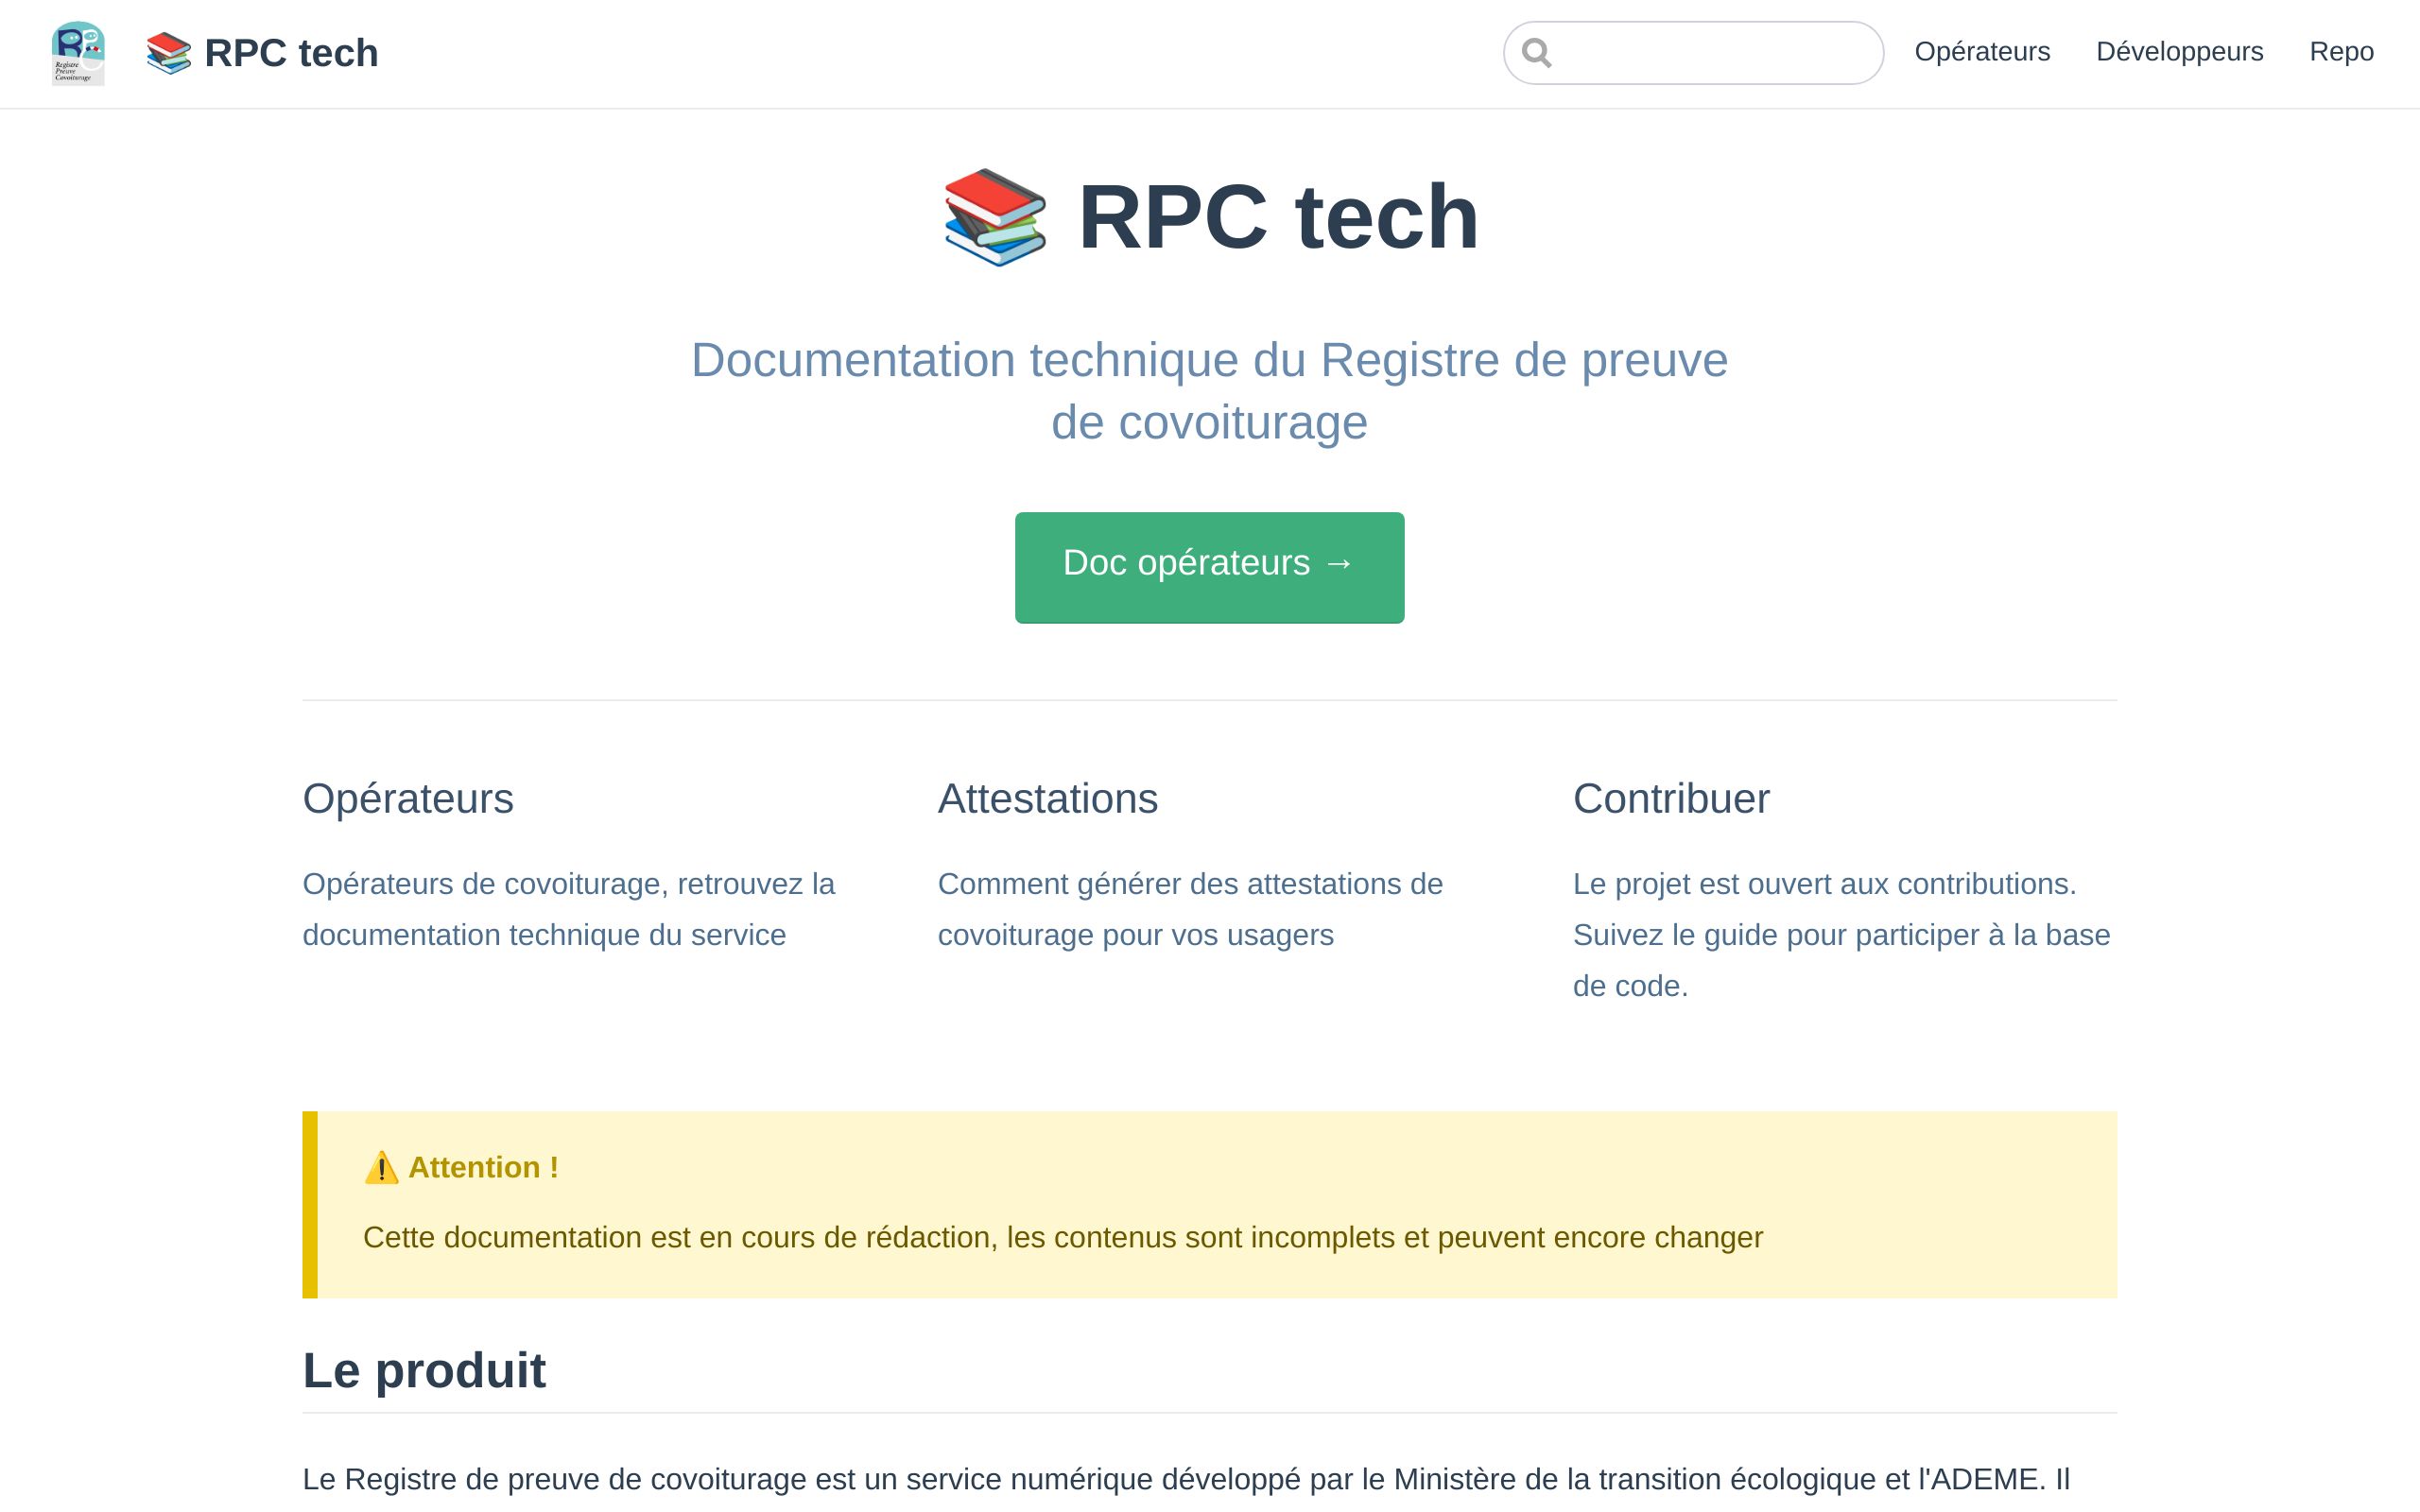 Registre
Preuve
Covoiturage
📚 RPC tech
Opérateurs
Développeurs
Repo
📚 RPC tech
Documentation technique du Registre de preuve
de covoiturage
Doc opérateurs →
Opérateurs
Opérateurs de covoiturage, retrouvez la
documentation technique du service
Attestations
Comment générer des attestations de
covoiturage pour vos usagers
Contribuer
Le projet est ouvert aux contributions.
Suivez le guide pour participer à la base
de code.
⚠️ Attention !
Cette documentation est en cours de rédaction, les contenus sont incomplets et peuvent encore changer
Le produit
Le Registre de preuve de covoiturage est un service numérique développé par le Ministère de la transition écologique et l'ADEME. Il